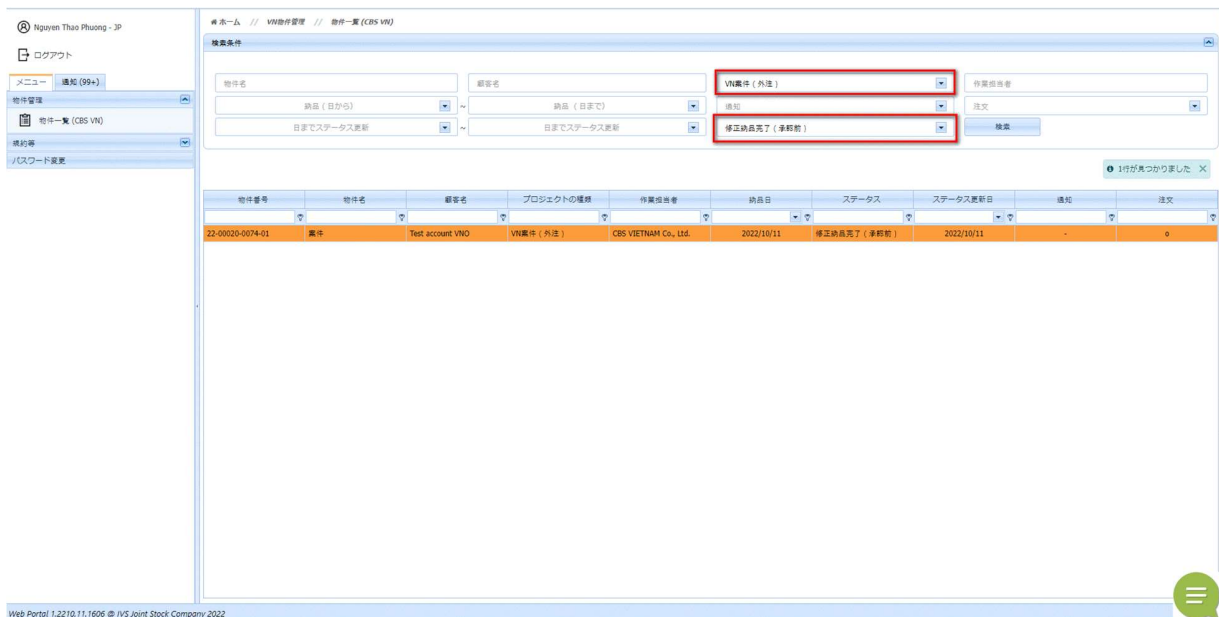 Nguyen Thao Phuong - JP
ログアウト
メニュー 通知 (99+)
物件管理
物件一覧 (CBS VN)
規約等
パスワード変更
ホーム // VN物件管理 // 物件一覧 (CBS VN)
検索条件
物件名 顧客名 VN案件 ( 外注 ) 作業担当者
納品 ( 日から) ~ 納品 ( 日まで) 通知 注文
日までステータス更新 ~ 日までステータス更新 修正納品完了 ( 承認前 ) 検索
1行が見つかりました ×
物件番号 物件名 顧客名 プロジェクトの種類 作業担当者 納品日 ステータス ステータス更新日 通知 注文
22-00020-0074-01 案件 Test account VNO VN案件 ( 外注 ) CBS VIETNAM Co., Ltd. 2022/10/11 修正納品完了 ( 承認前 ) 2022/10/11 - o
Web Portal 1.2210.11.1606 @ IVS Joint Stock Company 2022